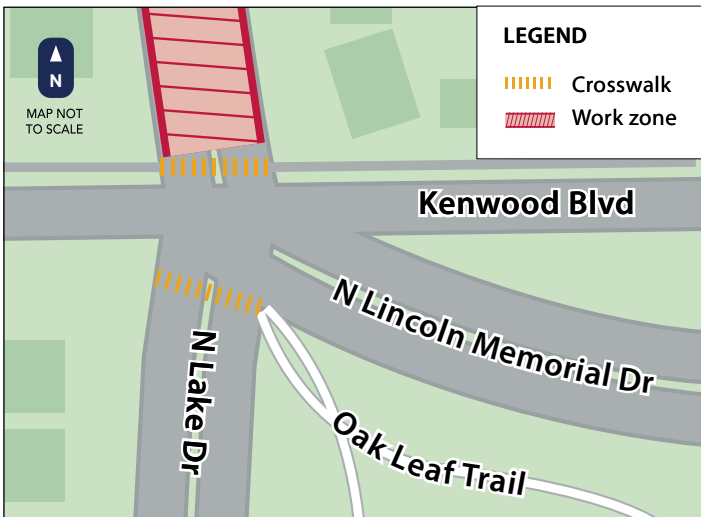 LEGEND
Crosswalk
Work zone
N
MAP NOT
TO SCALE
Kenwood Blvd
N Lincoln Memorial Dr
N Lake Dr
Oak Leaf Trail